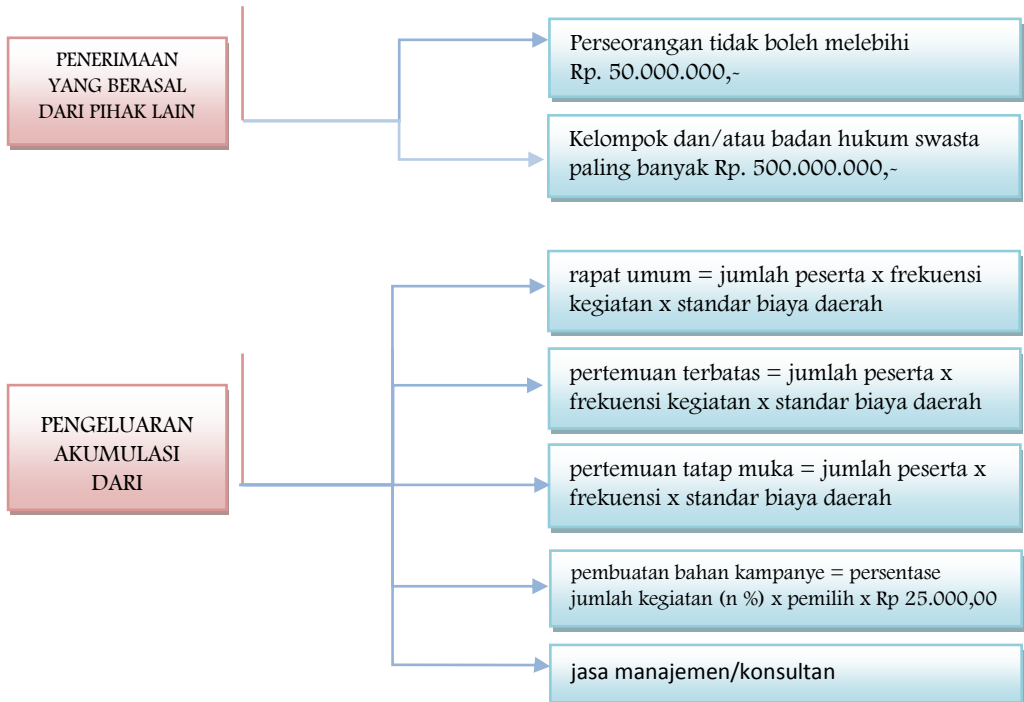 PENERIMAAN
YANG BERASAL
DARI PIHAK LAIN
Perseorangan tidak boleh melebihi
Rp. 50.000.000,-
Kelompok dan/atau badan hukum swasta
paling banyak Rp. 500.000.000,-
PENGELUARAN
AKUMULASI
DARI
rapat umum = jumlah peserta x frekuensi
kegiatan x standar biaya daerah
pertemuan terbatas = jumlah peserta x
frekuensi kegiatan x standar biaya daerah
pertemuan tatap muka = jumlah peserta x
frekuensi x standar biaya daerah
pembuatan bahan kampanye = persentase
jumlah kegiatan (n %) x pemilih x Rp 25.000,00
jasa manajemen/konsultan